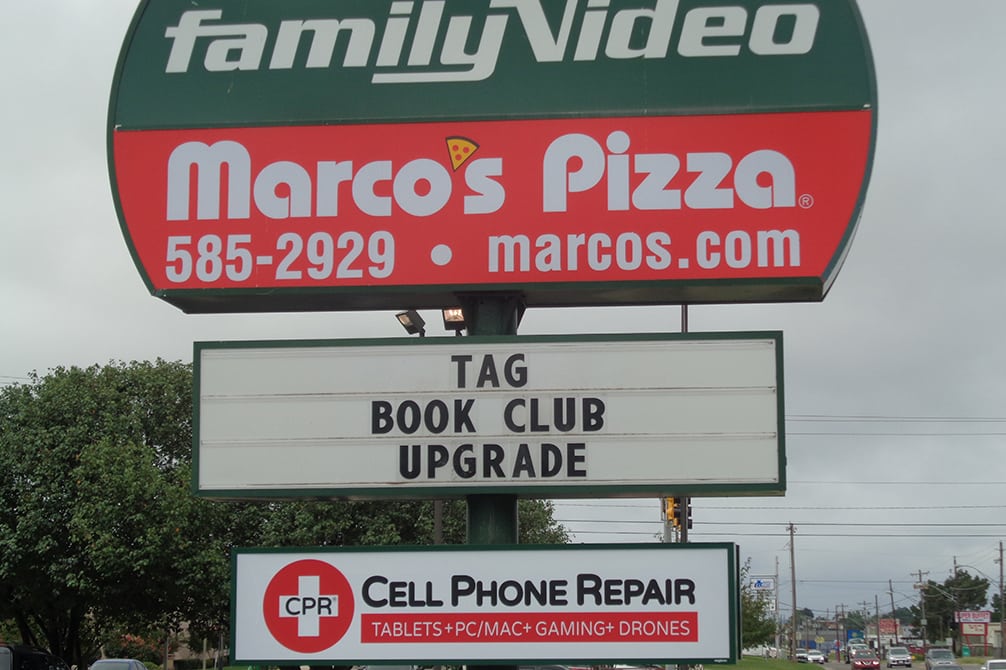 familyVideo
Marco's Pizza®
585-2929 • marcos.com
TAG
BOOK CLUB
UPGRADE
CPR CELL PHONE REPAIR
TABLETS+PC/MAC+GAMING+DRONES